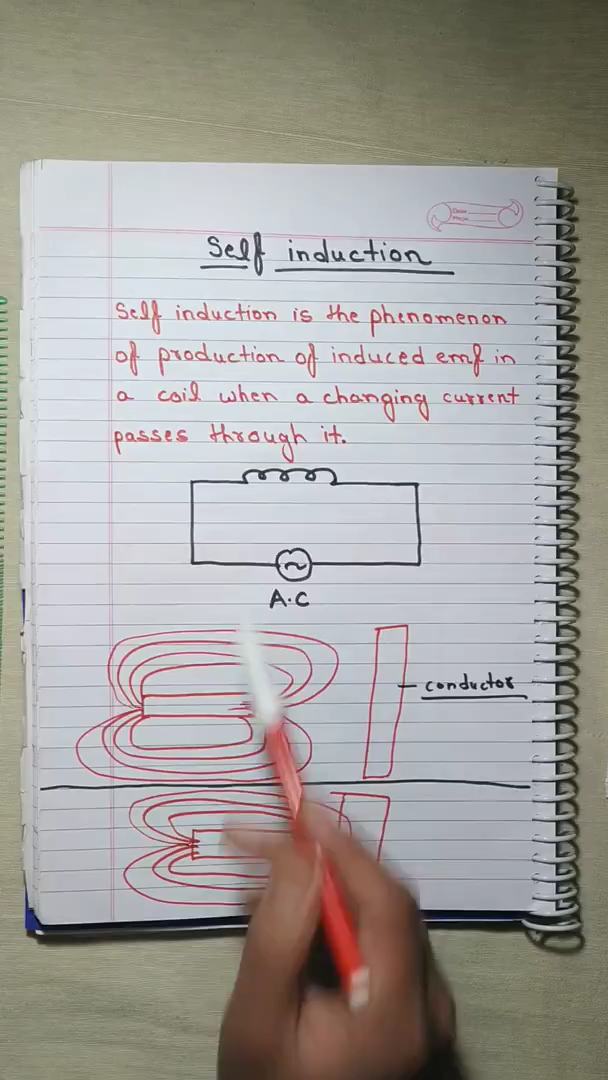 Self induction
Self induction is the phenomenon
of production of induced emf in
a coil when a changing current
passes through it.
A.C
conductor